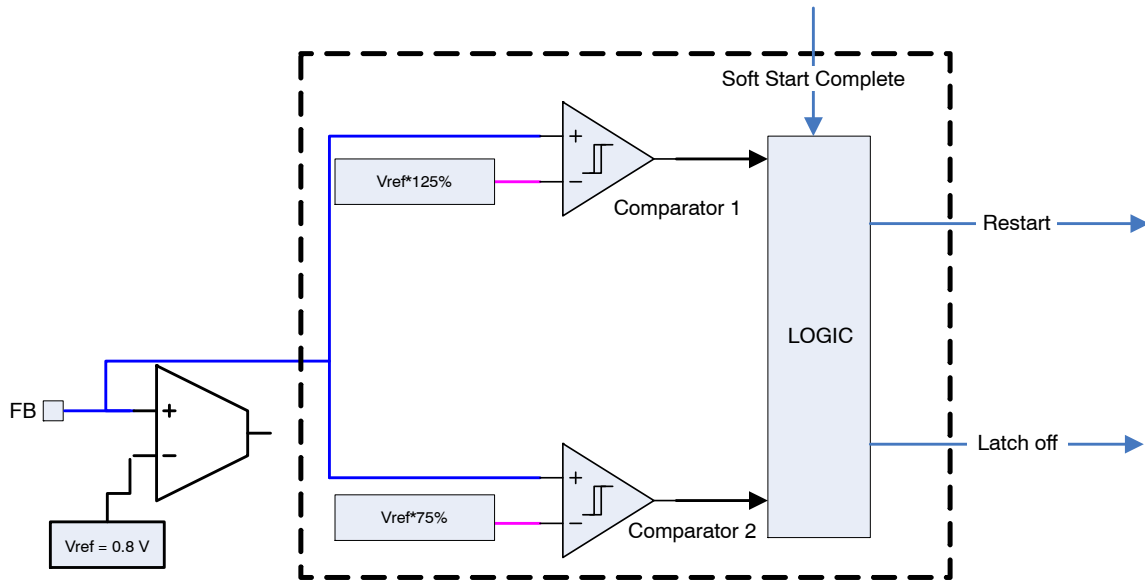 Soft Start Complete
+
Vref*125%
−
Comparator 1
Restart
LOGIC
FB
+
−
Vref = 0.8 V
+
Vref*75%
−
Comparator 2
Latch off